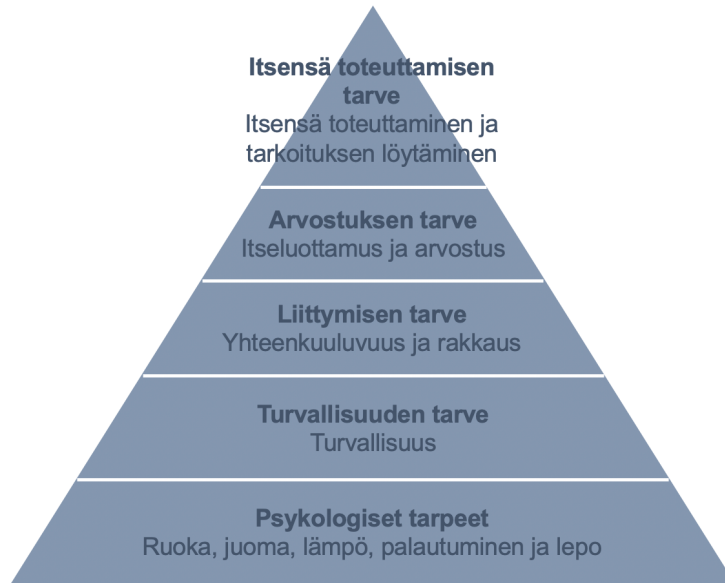 Itsensä toteuttamisen
tarve
Itsensä toteuttaminen ja
tarkoituksen löytäminen
Arvostuksen tarve
Itseluottamus ja arvostus
Liittymisen tarve
Yhteenkuuluvuus ja rakkaus
Turvallisuuden tarve
Turvallisuus
Psykologiset tarpeet
Ruoka, juoma, lämpö, palautuminen ja lepo